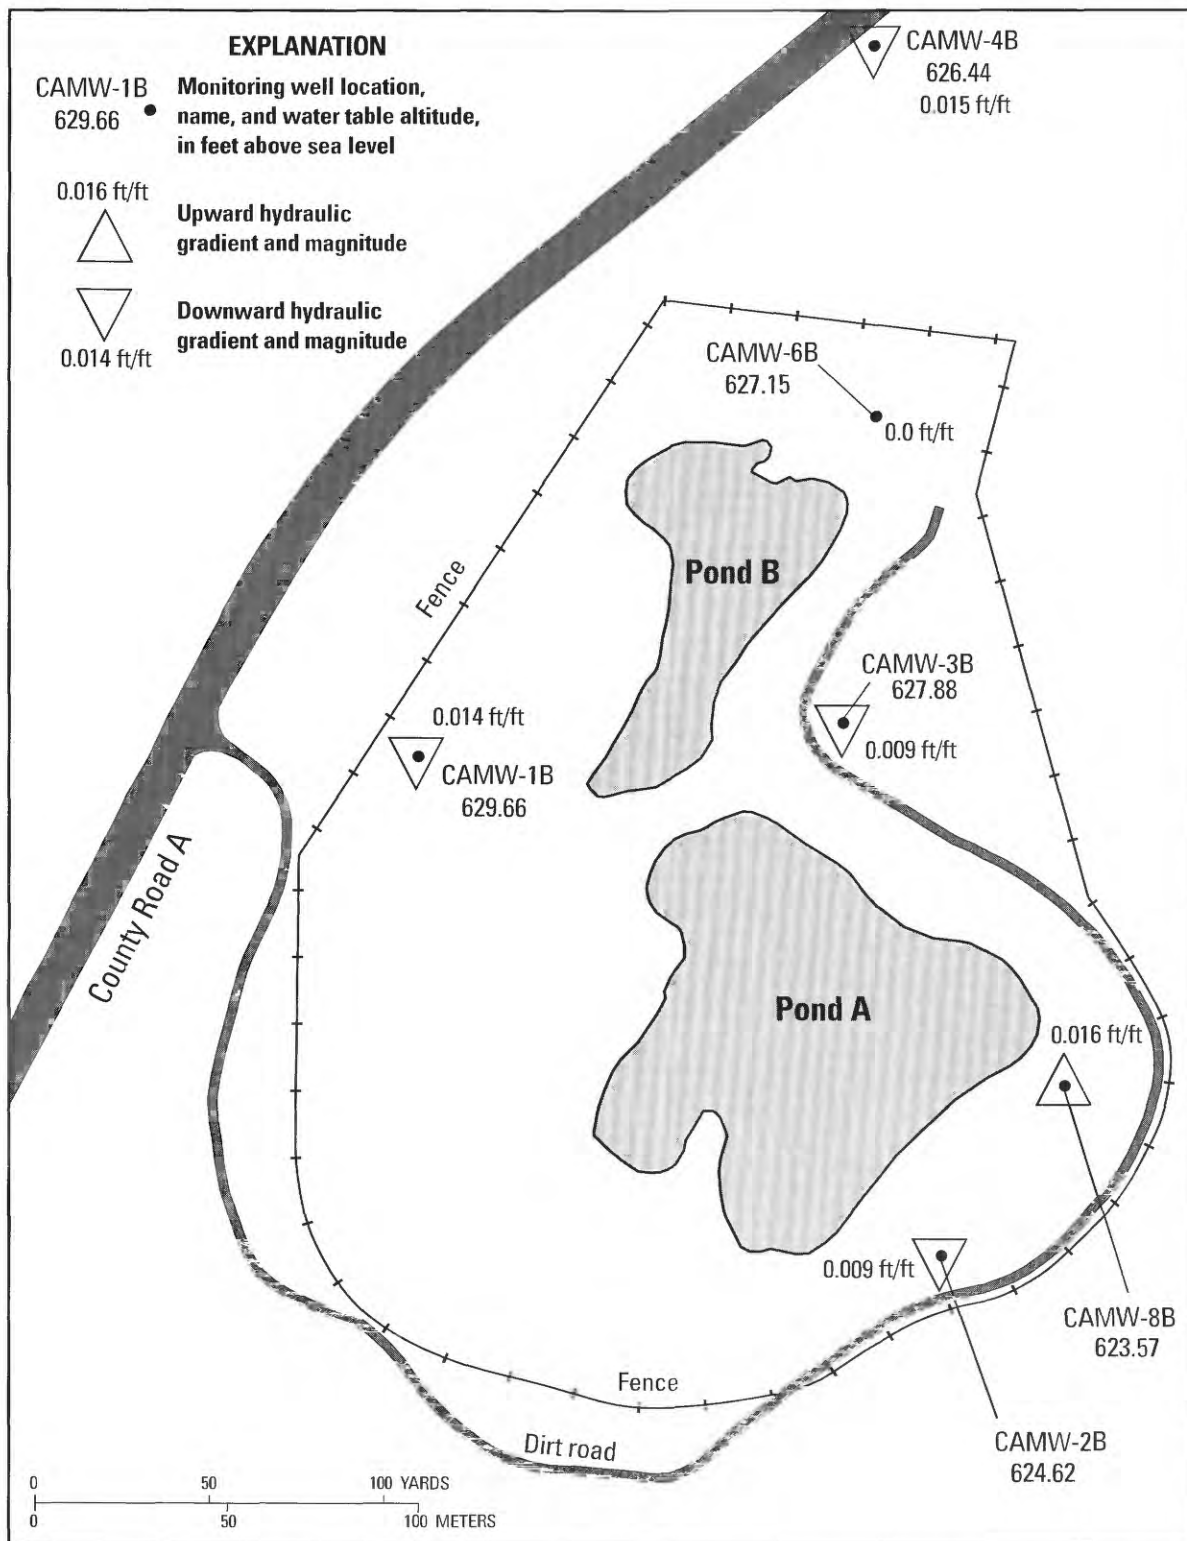 EXPLANATION
CAMW-1B
629.66
Monitoring well location,
name, and water table altitude,
in feet above sea level
0.016 ft/ft
Upward hydraulic
gradient and magnitude
Downward hydraulic
gradient and magnitude
0.014 ft/ft
CAMW-4B
626.44
0.015 ft/ft
CAMW-6B
627.15
0.0 ft/ft
Pond B
Fence
CAMW-3B
627.88
0.009 ft/ft
0.014 ft/ft
CAMW-1B
629.66
County Road A
Pond A
0.016 ft/ft
0.009 ft/ft
CAMW-8B
623.57
Fence
CAMW-2B
624.62
Dirt road
0 50 100 YARDS
0 50 100 METERS